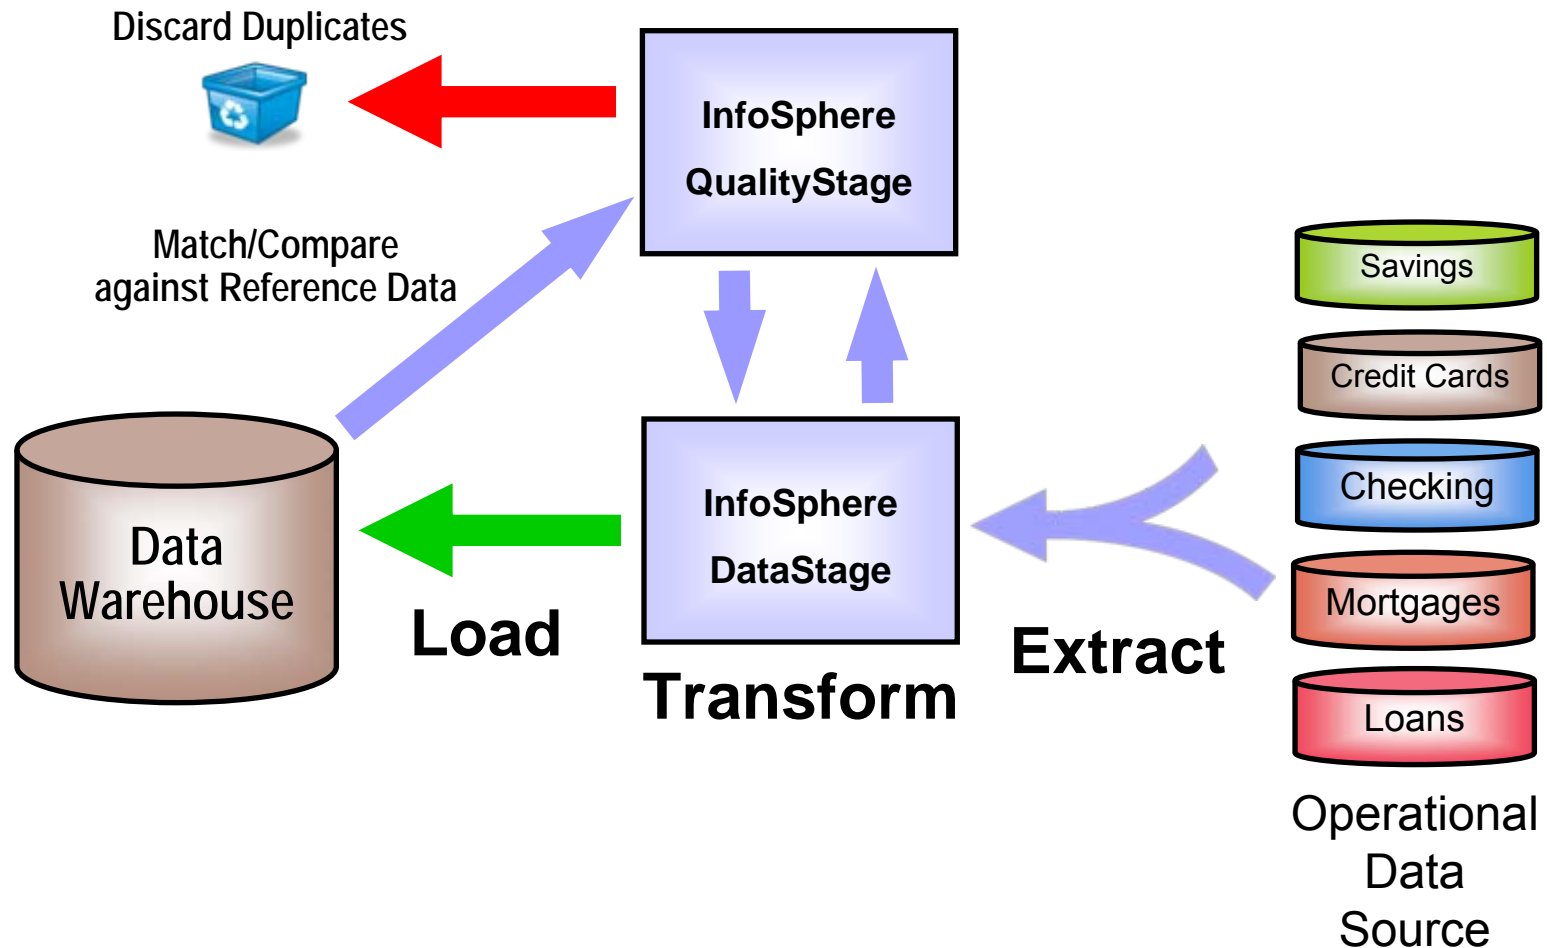 Discard Duplicates
InfoSphere
QualityStage
Match/Compare
against Reference Data
Savings
Credit Cards
Checking
Mortgages
Loans
Operational
Data
Source
Data
Warehouse
InfoSphere
DataStage
Load
Transform
Extract